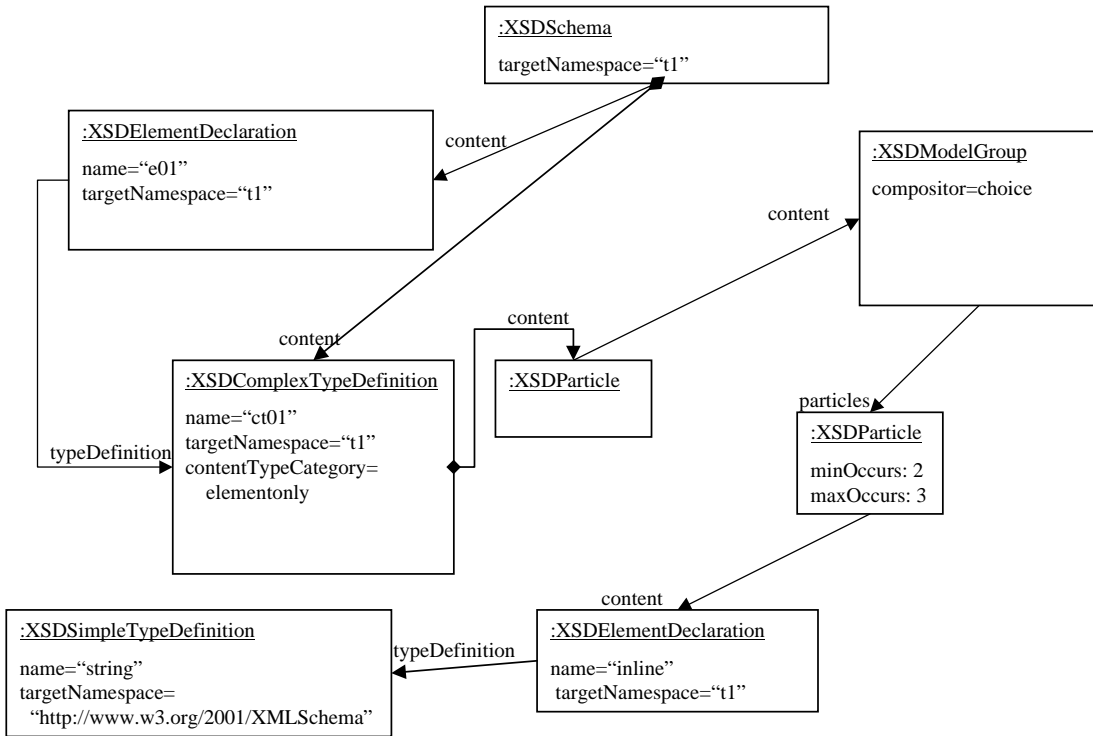 :XSDSchema
targetNamespace=“t1”
:XSDElementDeclaration
name=“e01”
targetNamespace=“t1”
content
:XSDModelGroup
compositor=choice
content
content
content
:XSDComplexTypeDefinition
name=“ct01”
targetNamespace=“t1”
contentTypeCategory=
elementonly
typeDefinition
:XSDParticle
particles
:XSDParticle
minOccurs: 2
maxOccurs: 3
content
:XSDSimpleTypeDefinition
name=“string”
targetNamespace=
“http://www.w3.org/2001/XMLSchema”
typeDefinition
:XSDElementDeclaration
name=“inline”
targetNamespace=“t1”